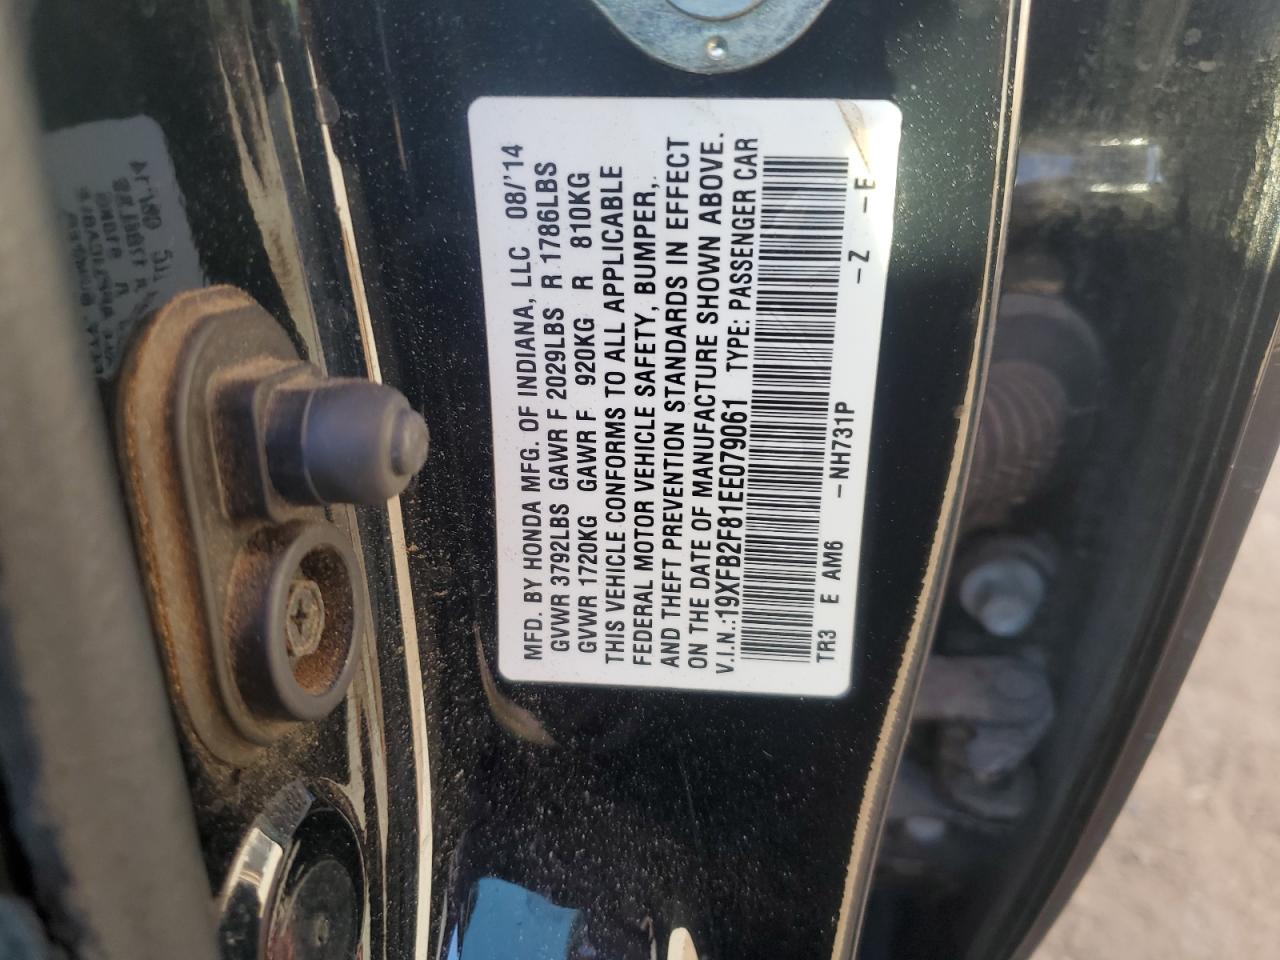 MFD. BY HONDA MFG. OF INDIANA, LLC 08/'14
GVWR 3792LBS GAWR F 2029LBS R 1786LBS
GVWR 1720KG GAWR F 920KG R 810KG
THIS VEHICLE CONFORMS TO ALL APPLICABLE
FEDERAL MOTOR VEHICLE SAFETY, BUMPER,.
AND THEFT PREVENTION STANDARDS IN EFFECT
ON THE DATE OF MANUFACTURE SHOWN ABOVE.
V.I.N.:19XFB2F81EE079061 TYPE: PASSENGER CAR
TR3 E AM6 -NH731P -Z -E